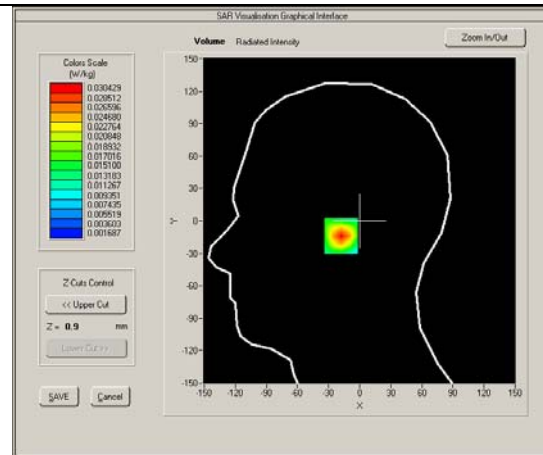 SAR Visualisation Graphical Interface
Volume Radiated Intensity
Zoom In/Out
Colors Scale
(W/kg)
0.030429
0.028512
0.026596
0.024680
0.022764
0.020848
0.018932
0.017016
0.015100
0.013183
0.011267
0.009351
0.007435
0.005519
0.003603
0.001687
Z Cuts Control
<< Upper Cut
Z = 0.9 mm
Lower Cut >>
SAVE Cancel
150
120
90
60
30
0
-30
-60
-90
-120
-150
Y
-150 -120 -90 -60 -30 0 30 60 90 120 150
X